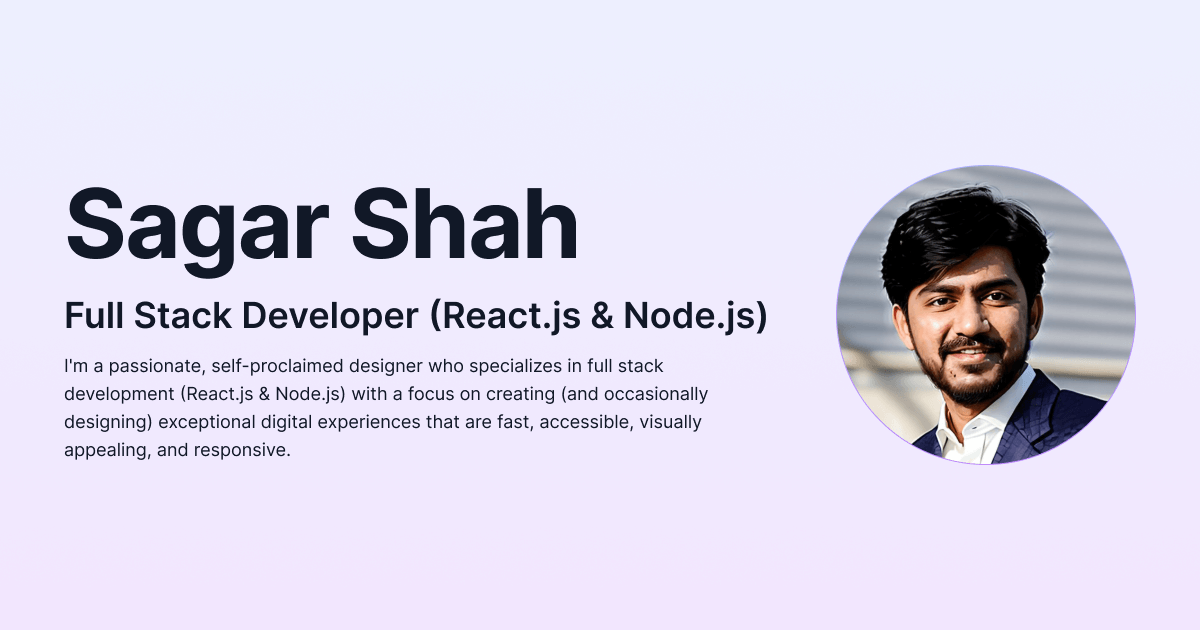 Sagar Shah
Full Stack Developer (React.js & Node.js)
I'm a passionate, self-proclaimed designer who specializes in full stack
development (React.js & Node.js) with a focus on creating (and occasionally
designing) exceptional digital experiences that are fast, accessible, visually
appealing, and responsive.